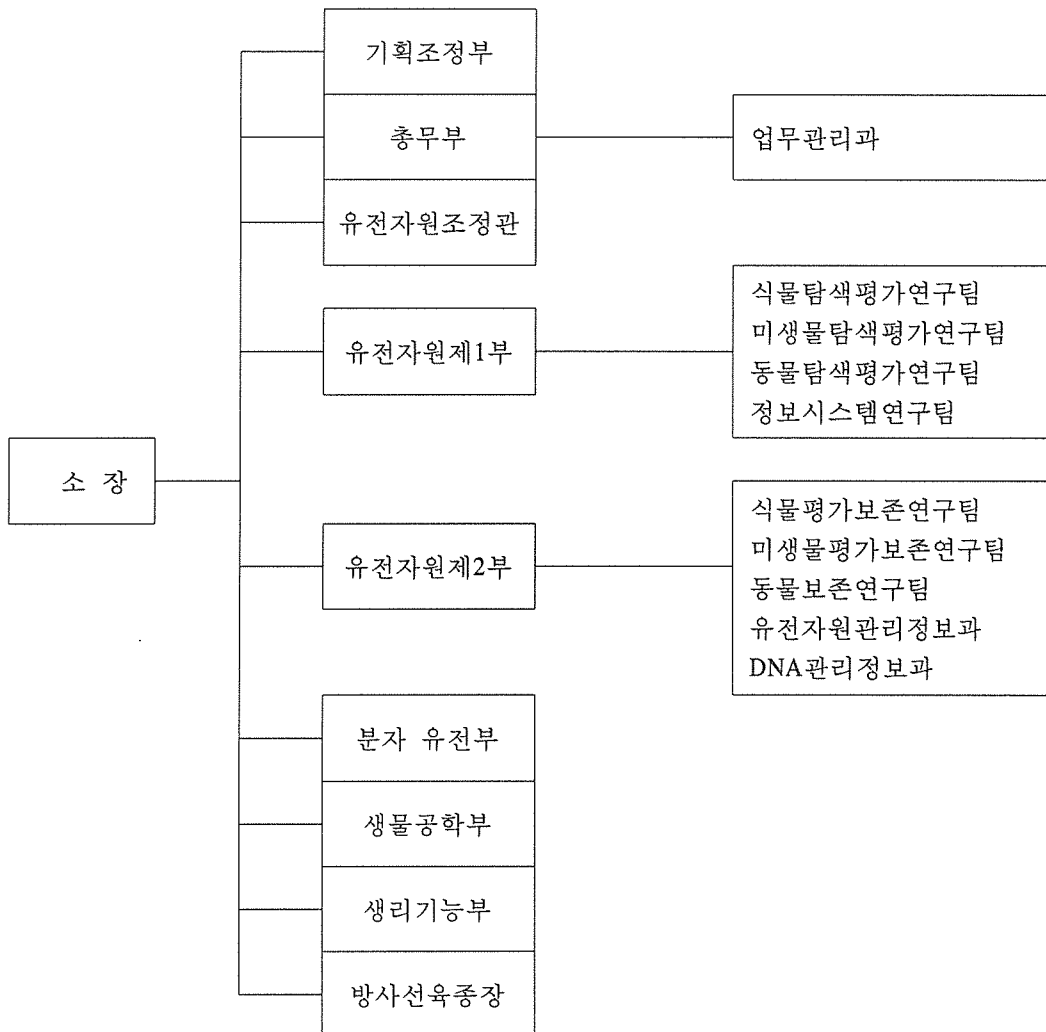 기획조정부
총무부
업무관리과
유전자원조정관
유전자원제1부
식물탐색평가연구팀
미생물탐색평가연구팀
동물탐색평가연구팀
정보시스템연구팀
소 장
유전자원제2부
식물평가보존연구팀
미생물평가보존연구팀
동물보존연구팀
유전자원관리정보과
DNA관리정보과
분자 유전부
생물공학부
생리기능부
방사선육종장